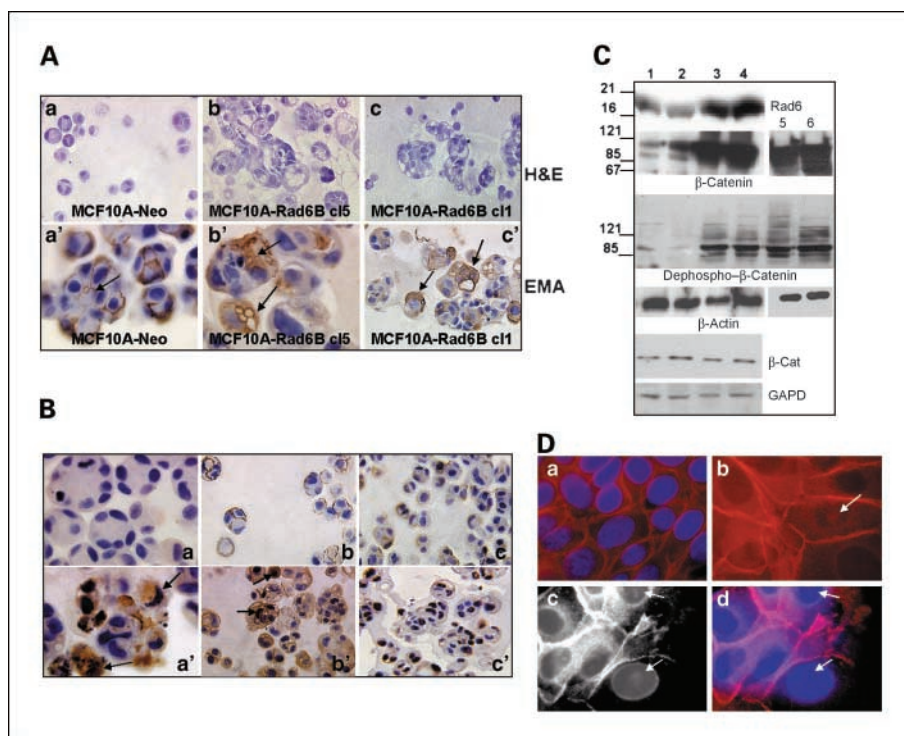 A
a
b
c
H&E
MCF10A-Neo
MCF10A-Rad6B cl5
MCF10A-Rad6B cl1
a'
b'
c'
EMA
MCF10A-Neo
MCF10A-Rad6B cl5
MCF10A-Rad6B cl1
B
a
b
c
a'
b'
c'
C
1 2 3 4
21
16
Rad6
5 6
121
85
67
β-Catenin
121
85
Dephospho–β-Catenin
β-Actin
β-Cat
GAPD
D
a
b
c
d